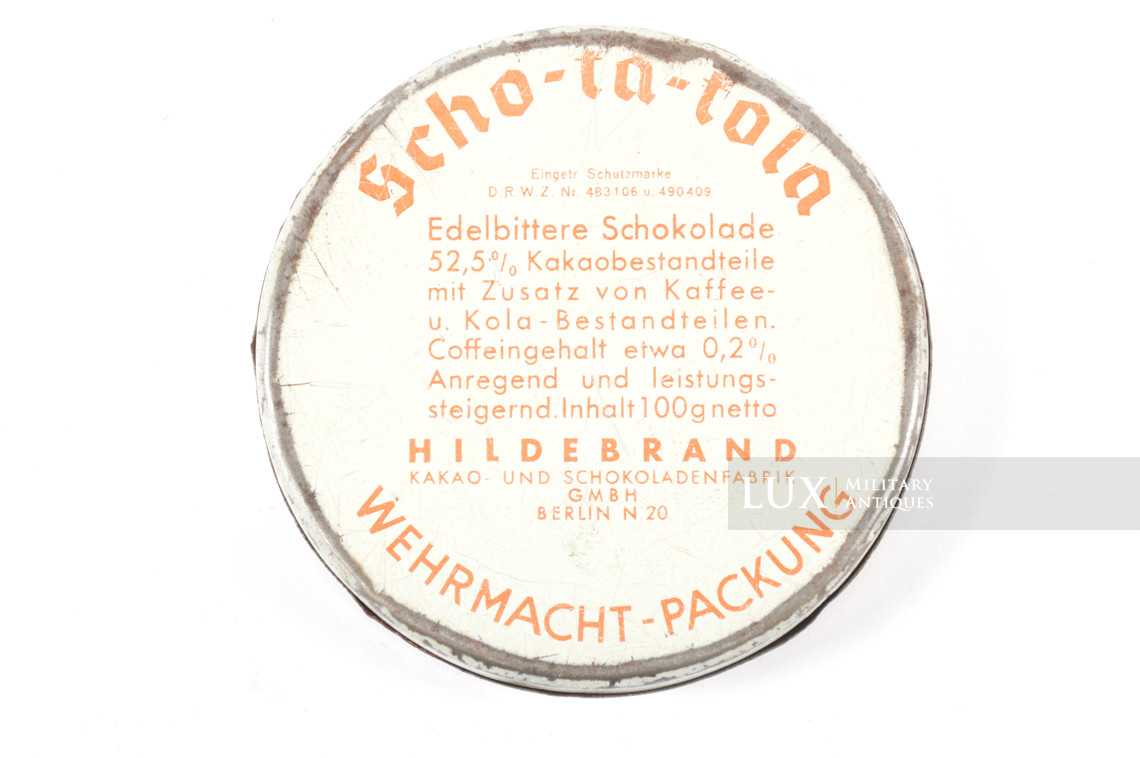 Scho-ka-kola
Eingetr. Schutzmarke
D.R.W.Z. Nr. 483106 u. 490409
Edelbittere Schokolade
52,5% Kakaobestandteile
mit Zusatz von Kaffee-
u. Kola-Bestandteilen.
Coffeingehalt etwa 0,2%
Anregend und leistungs-
steigernd. Inhalt 100g netto
HILDEBRAND
KAKAO- UND SCHOKOLADENFABRIK
GMBH
BERLIN N 20
WEHRMACHT-PACKUNG
LUX MILITARY
ANTIQUES